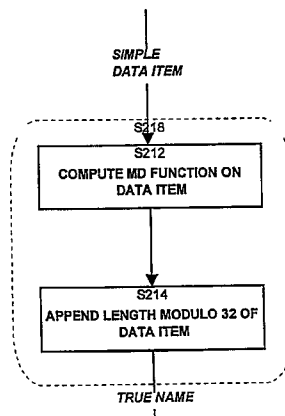 SIMPLE
DATA ITEM
S218
S212
COMPUTE MD FUNCTION ON
DATA ITEM
S214
APPEND LENGTH MODULO 32 OF
DATA ITEM
TRUE NAME